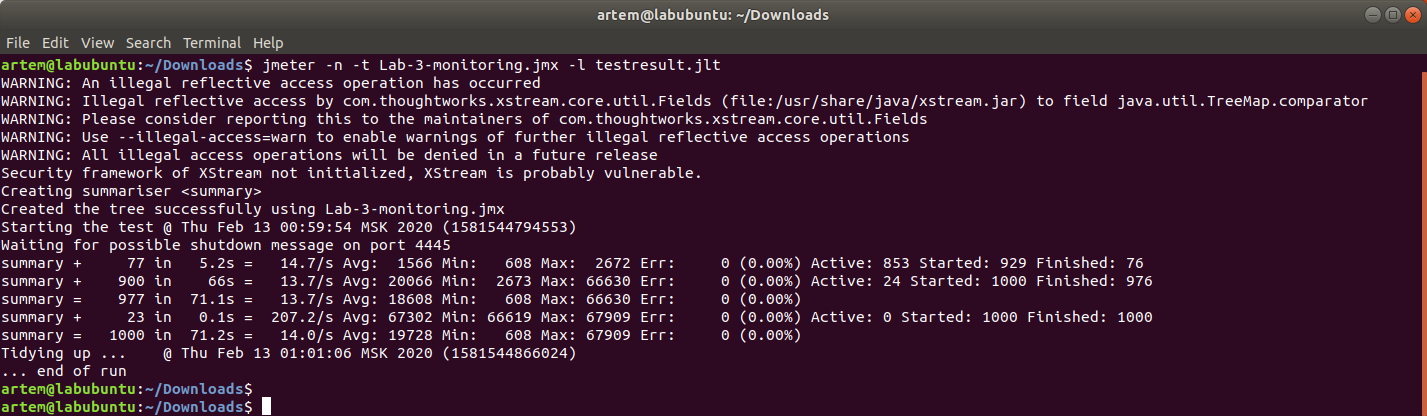 artem@labubuntu: ~/Downloads
File Edit View Search Terminal Help
artem@labubuntu:~/Downloads$ jmeter -n -t Lab-3-monitoring.jmx -l testresult.jlt
WARNING: An illegal reflective access operation has occurred
WARNING: Illegal reflective access by com.thoughtworks.xstream.core.util.Fields (file:/usr/share/java/xstream.jar) to field java.util.TreeMap.comparator
WARNING: Please consider reporting this to the maintainers of com.thoughtworks.xstream.core.util.Fields
WARNING: Use --illegal-access=warn to enable warnings of further illegal reflective access operations
WARNING: All illegal access operations will be denied in a future release
Security framework of XStream not initialized, XStream is probably vulnerable.
Creating summariser <summary>
Created the tree successfully using Lab-3-monitoring.jmx
Starting the test @ Thu Feb 13 00:59:54 MSK 2020 (1581544794553)
Waiting for possible shutdown message on port 4445
summary +     77 in   5.2s =   14.7/s Avg:  1566 Min:   608 Max:  2672 Err:     0 (0.00%) Active: 853 Started: 929 Finished: 76
summary +    900 in    66s =   13.7/s Avg: 20066 Min:  2673 Max: 66630 Err:     0 (0.00%) Active: 24 Started: 1000 Finished: 976
summary =    977 in  71.1s =   13.7/s Avg: 18608 Min:   608 Max: 66630 Err:     0 (0.00%)
summary +     23 in   0.1s =  207.2/s Avg: 67302 Min: 66619 Max: 67909 Err:     0 (0.00%) Active: 0 Started: 1000 Finished: 1000
summary =   1000 in  71.2s =   14.0/s Avg: 19728 Min:   608 Max: 67909 Err:     0 (0.00%)
Tidying up ...    @ Thu Feb 13 01:01:06 MSK 2020 (1581544866024)
... end of run
artem@labubuntu:~/Downloads$
artem@labubuntu:~/Downloads$